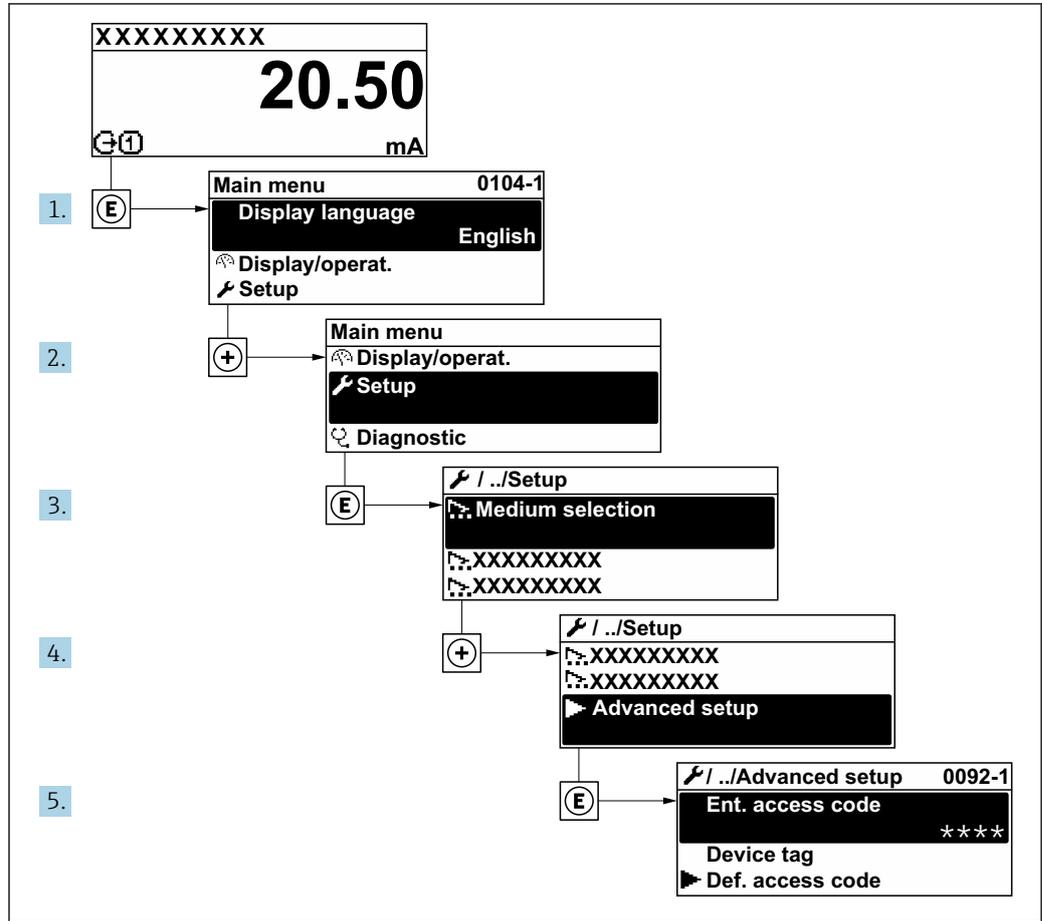 XXXXXXXXX
20.50
1 mA
1. E
Main menu 0104-1
Display language
English
Display/operat.
Setup
2. +
Main menu
Display/operat.
Setup
Diagnostic
3. E
/ ../Setup
Medium selection
XXXXXXXXX
XXXXXXXXX
4. +
/ ../Setup
XXXXXXXXX
XXXXXXXXX
Advanced setup
5. E
/ ../Advanced setup 0092-1
Ent. access code
****
Device tag
Def. access code